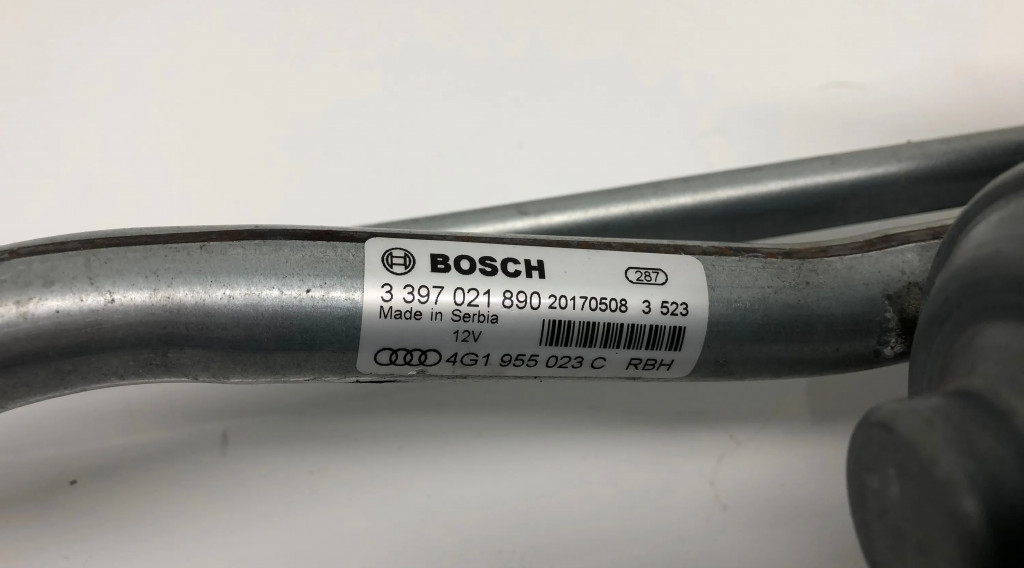 BOSCH 287
3 397 021 890 20170508 3 523
Made in Serbia
12V
4G1 955 023 C RBH